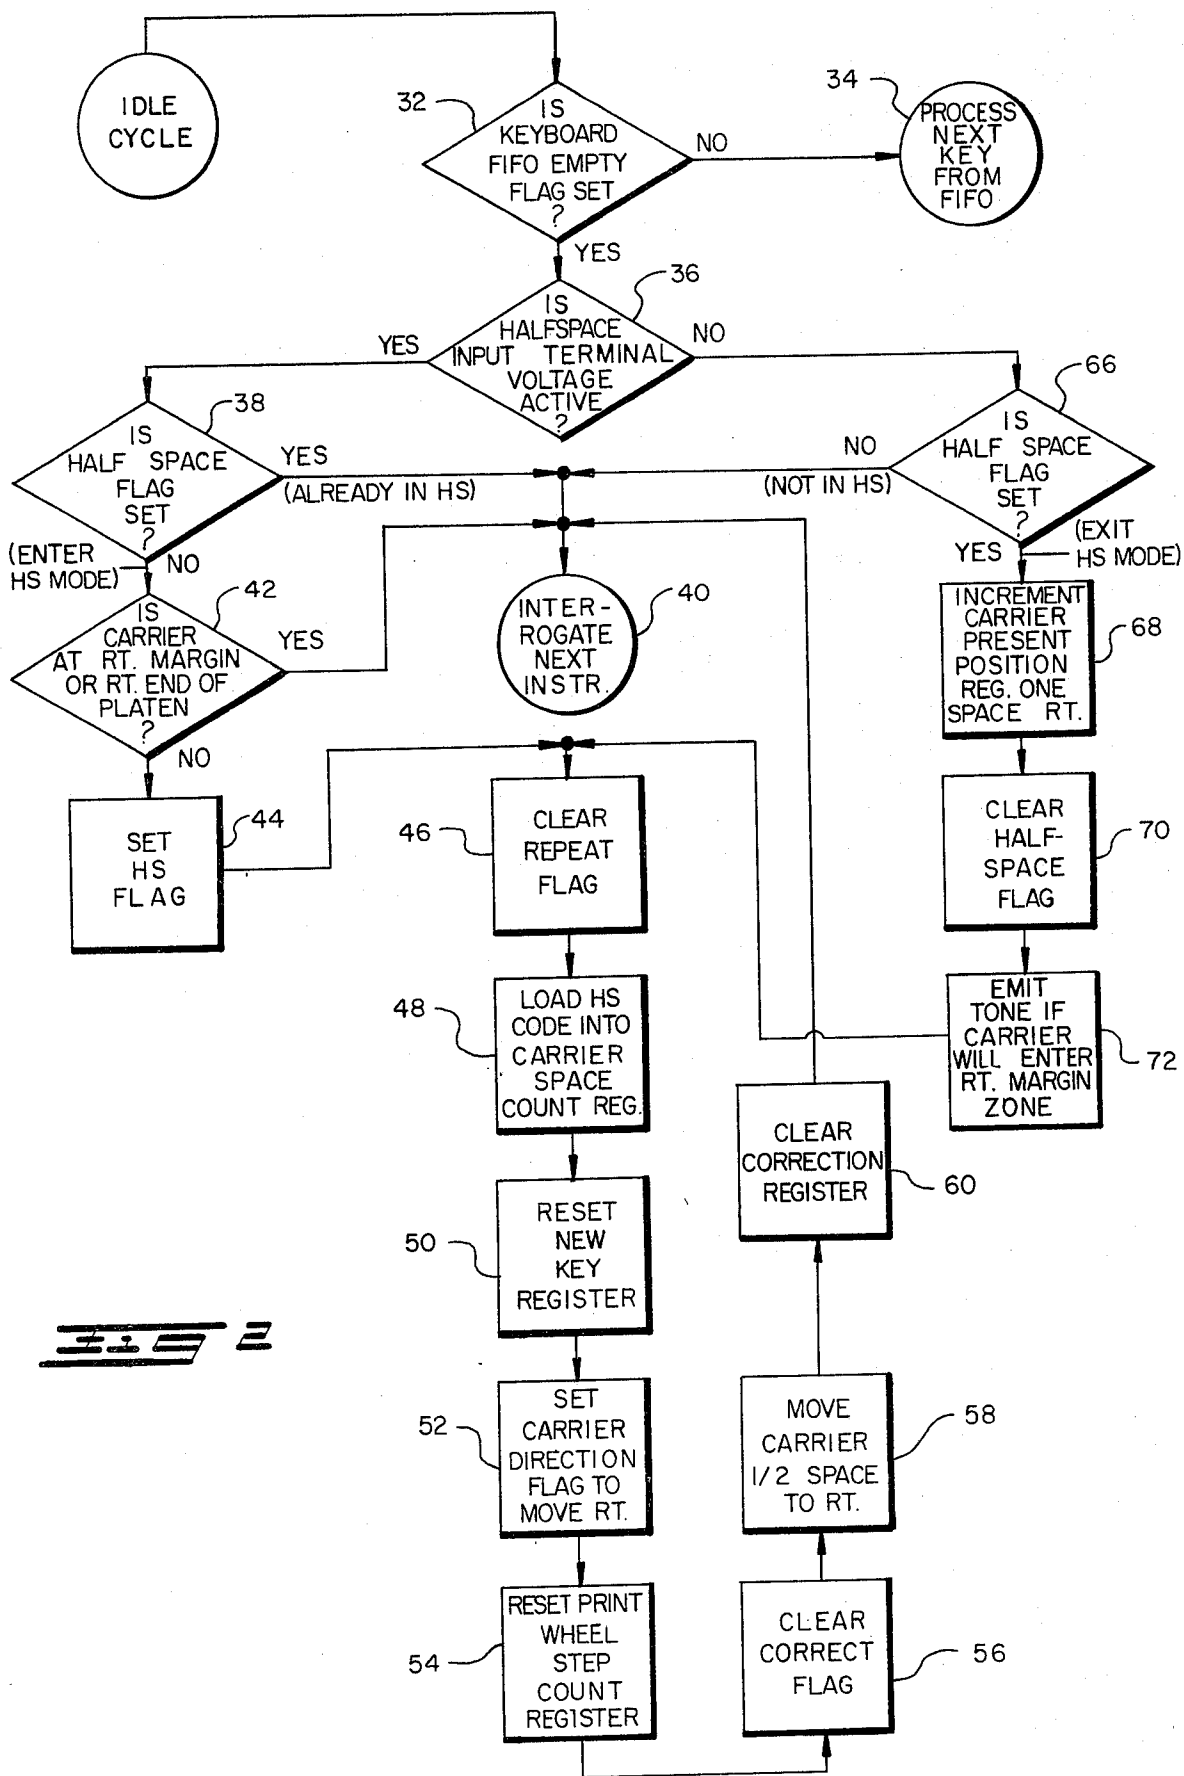 IDLE
CYCLE
32
IS
KEYBOARD
FIFO EMPTY
FLAG SET
?
NO
YES
34
PROCESS
NEXT
KEY
FROM
FIFO
36
IS
HALFSPACE
INPUT TERMINAL
VOLTAGE
ACTIVE
?
YES
NO
38
IS
HALF SPACE
FLAG
SET
?
YES
(ALREADY IN HS)
(ENTER
HS MODE)
NO
66
IS
HALF SPACE
FLAG
SET
?
NO
(NOT IN HS)
YES
(EXIT
HS MODE)
42
IS
CARRIER
AT RT. MARGIN
OR RT. END OF
PLATEN
?
YES
NO
40
INTER-
ROGATE
NEXT
INSTR.
68
INCREMENT
CARRIER
PRESENT
POSITION
REG. ONE
SPACE RT.
44
SET
HS
FLAG
46
CLEAR
REPEAT
FLAG
70
CLEAR
HALF-
SPACE
FLAG
48
LOAD HS
CODE INTO
CARRIER
SPACE
COUNT REG.
72
EMIT
TONE IF
CARRIER
WILL ENTER
RT. MARGIN
ZONE
60
CLEAR
CORRECTION
REGISTER
50
RESET
NEW
KEY
REGISTER
FIG 2
52
SET
CARRIER
DIRECTION
FLAG TO
MOVE RT.
58
MOVE
CARRIER
1/2 SPACE
TO RT.
54
RESET PRINT
WHEEL
STEP
COUNT
REGISTER
56
CLEAR
CORRECT
FLAG